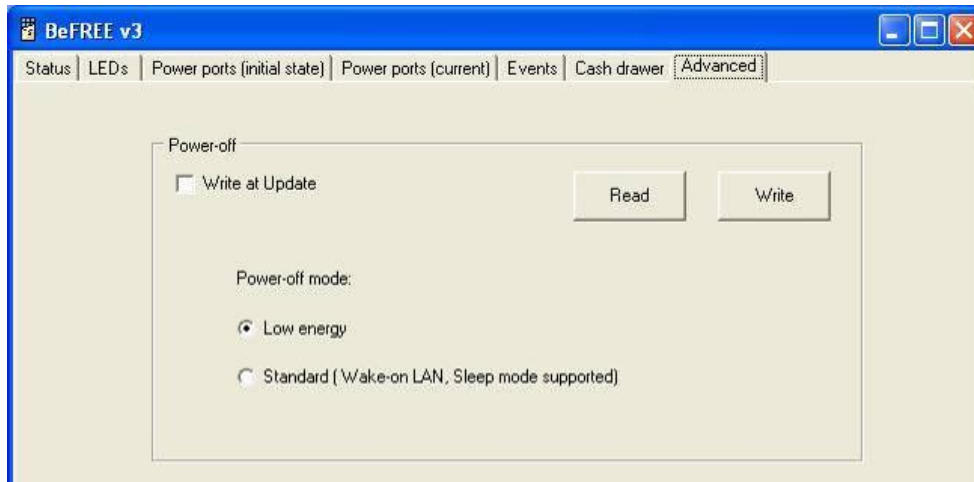 BeFREE v3
Status LEDs Power ports (initial state) Power ports (current) Events Cash drawer Advanced
Power-off
Write at Update
Read Write
Power-off mode:
Low energy
Standard ( Wake-on LAN, Sleep mode supported)